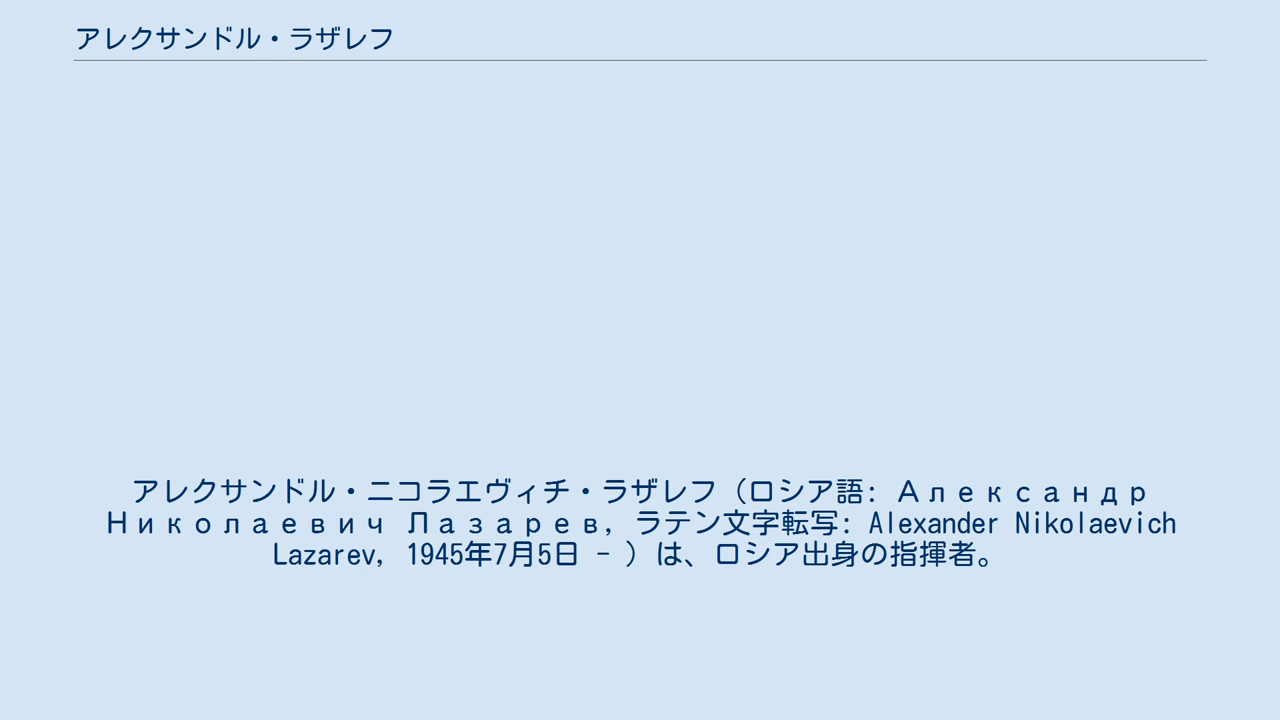 アレクサンドル・ラザレフ
アレクサンドル・ニコラエヴィチ・ラザレフ（ロシア語: Александр
Николаевич Лазарев, ラテン文字転写: Alexander Nikolaevich
Lazarev, 1945年7月5日 - ）は、ロシア出身の指揮者。